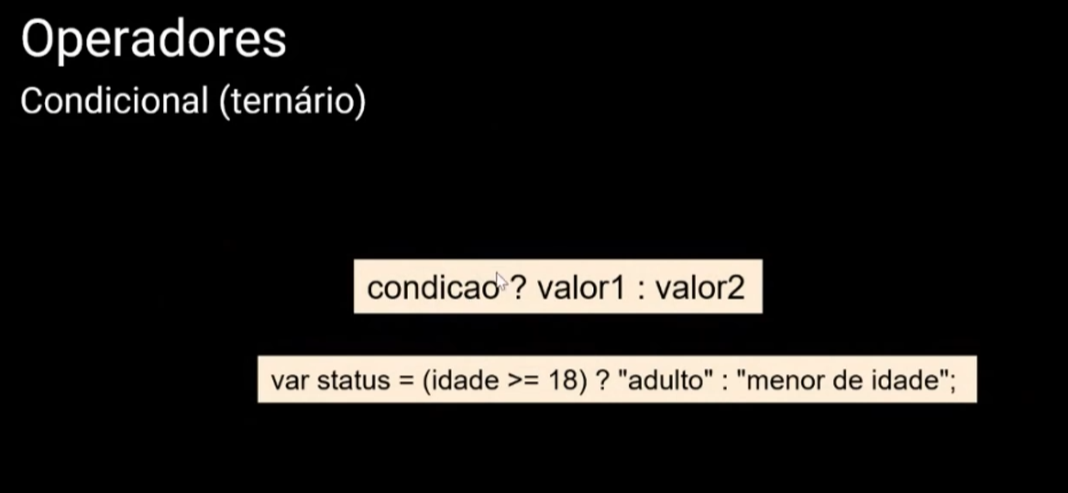 Operadores
Condicional (ternário)
condicao ? valor1 : valor2
var status = (idade >= 18) ? "adulto" : "menor de idade";